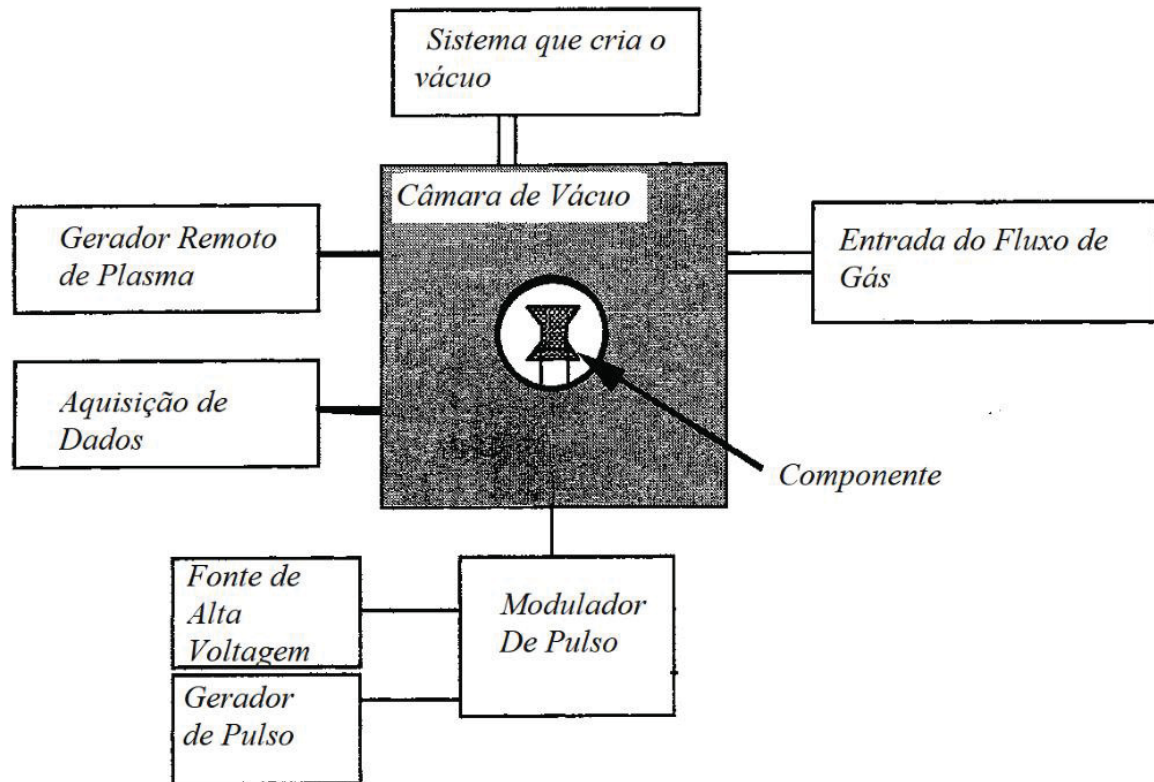 Sistema que cria o
vácuo
Câmara de Vácuo
Gerador Remoto
de Plasma
Entrada do Fluxo de
Gás
Aquisição de
Dados
Componente
Fonte de
Alta
Voltagem
Modulador
De Pulso
Gerador
de Pulso